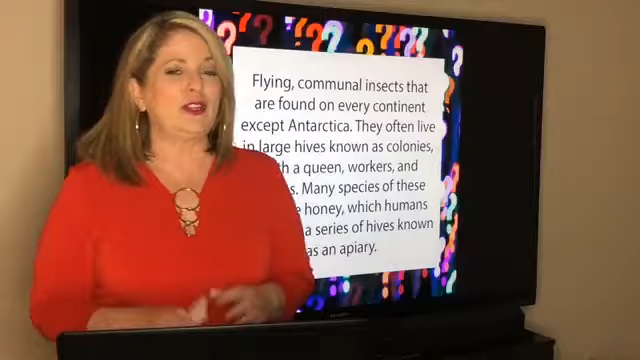 Flying, communal insects that
are found on every continent
except Antarctica. They often live
in large hives known as colonies,
a queen, workers, and
Many species of these
honey, which humans
a series of hives known
as an apiary.